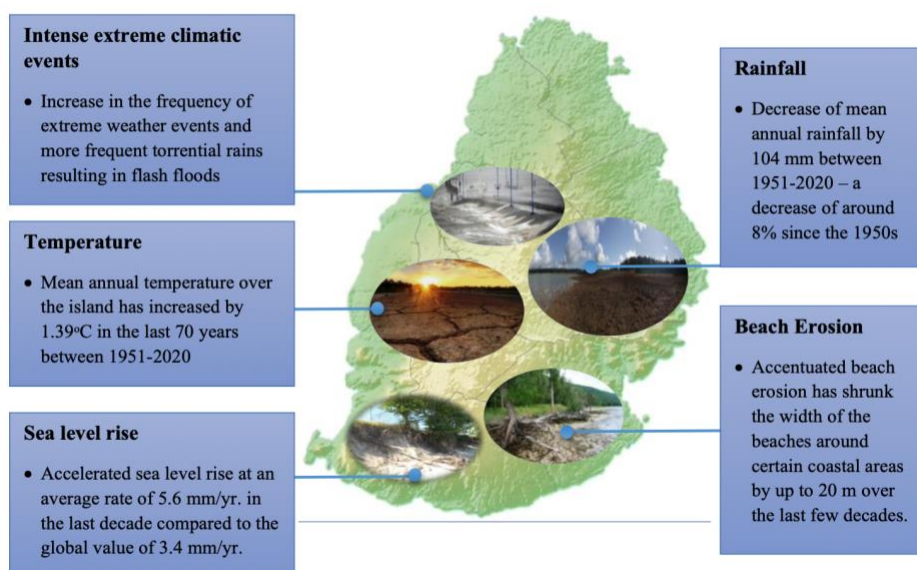 Intense extreme climatic
events
• Increase in the frequency of
extreme weather events and
more frequent torrential rains
resulting in flash floods
Temperature
• Mean annual temperature over
the island has increased by
1.39°C in the last 70 years
between 1951-2020
Sea level rise
• Accelerated sea level rise at an
average rate of 5.6 mm/yr. in
the last decade compared to the
global value of 3.4 mm/yr.
Rainfall
• Decrease of mean
annual rainfall by
104 mm between
1951-2020 – a
decrease of around
8% since the 1950s
Beach Erosion
• Accentuated beach
erosion has shrunk
the width of the
beaches around
certain coastal areas
by up to 20 m over
the last few decades.